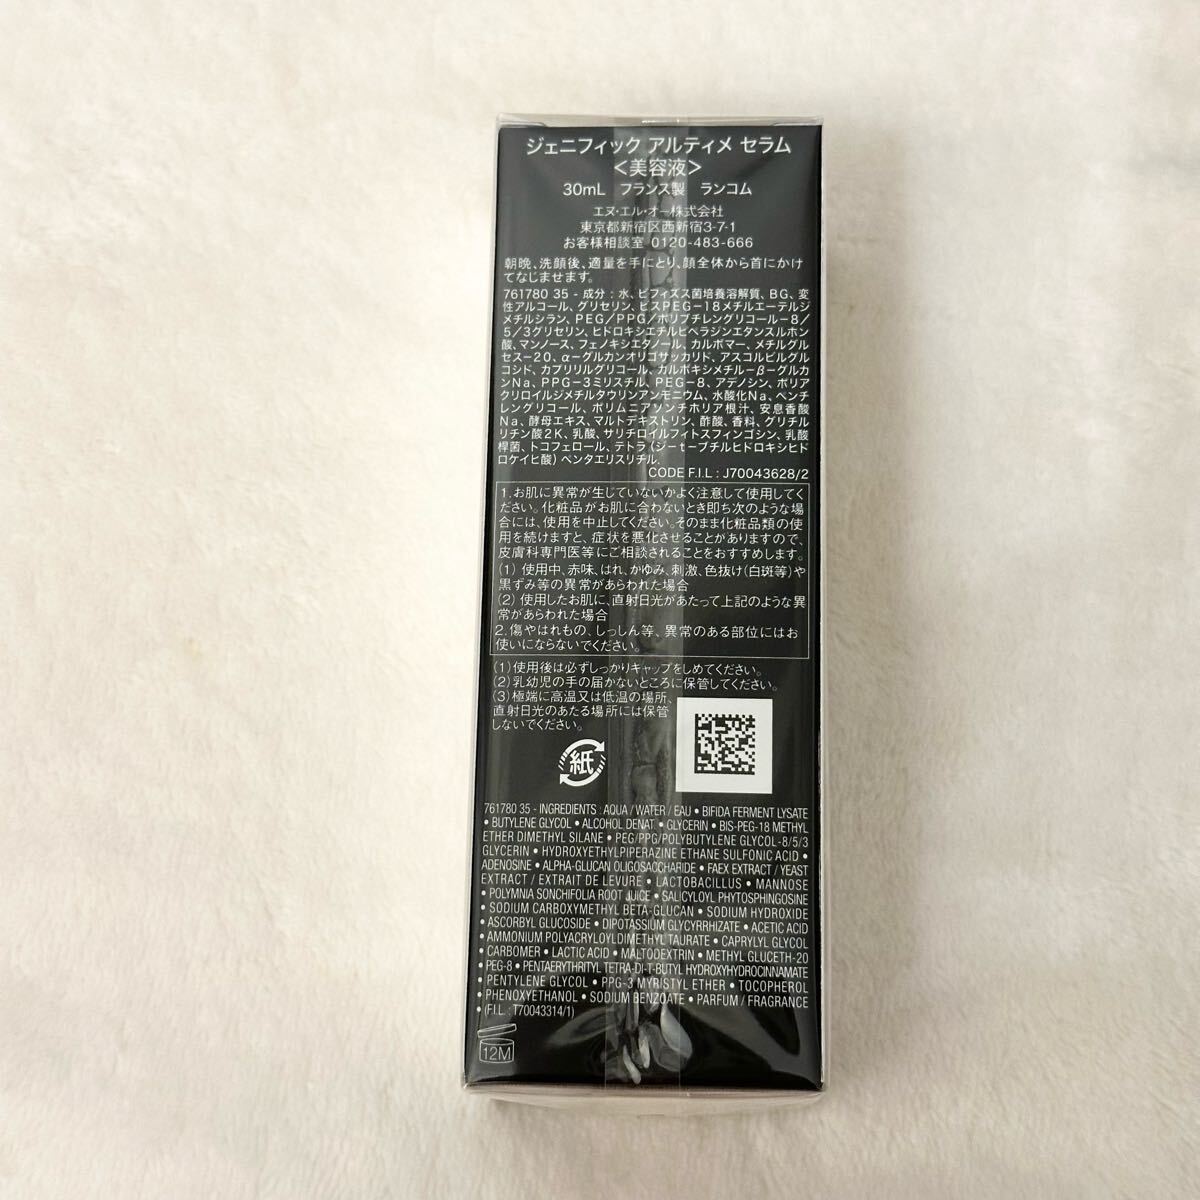 ジェニフィック アルティメ セラム
＜美容液＞
30mL フランス製 ランコム
エヌ・エル・オー株式会社
東京都新宿区西新宿3-7-1
お客様相談室 0120-483-666
朝晩、洗顔後、適量を手にとり、顔全体から首にかけ
てなじませます。
761780 35 - 成分：水、ビフィズス菌培養溶解質、BG、変
性アルコール、グリセリン、ビスPEG-18メチルエーテルジ
メチルシラン、PEG／PPG／ポリブチレングリコール-8／
5／3グリセリン、ヒドロキシエチルピペラジンエタンスルホン
酸、マンノース、フェノキシエタノール、カルボマー、メチルグル
セス-20、α-グルカンオリゴサッカリド、アスコルビルグル
コシド、カプリリルグリコール、カルボキシメチル-β-グルカ
ンNa、PPG-3ミリスチル、PEG-8、アデノシン、ポリア
クリロイルジメチルタウリンアンモニウム、水酸化Na、ペンチ
レングリコール、ポリムニアソンチホリア根汁、安息香酸
Na、酵母エキス、マルトデキストリン、酢酸、香料、グリチル
リチン酸2K、乳酸、サリチロイルフィトスフィンゴシン、乳酸
桿菌、トコフェロール、テトラ（ジ-t-ブチルヒドロキシヒド
ロケイヒ酸）ペンタエリスリチル
CODE F.I.L : J70043628/2
1.お肌に異常が生じていないかよく注意して使用してく
ださい。化粧品がお肌に合わないとき即ち次のような場
合には、使用を中止してください。そのまま化粧品類の使
用を続けますと、症状を悪化させることがありますので、
皮膚科専門医等にご相談されることをおすすめします。
(1) 使用中、赤味、はれ、かゆみ、刺激、色抜け(白斑等)や
黒ずみ等の異常があらわれた場合
(2) 使用したお肌に、直射日光があたって上記のような異
常があらわれた場合
2.傷やはれもの、しっしん等、異常のある部位にはお
使いにならないでください。
(1)使用後は必ずしっかりキャップをしめてください。
(2)乳幼児の手の届かないところに保管してください。
(3)極端に高温又は低温の場所、
直射日光のあたる場所には保管
しないでください。
紙
761780 35 - INGREDIENTS : AQUA / WATER / EAU • BIFIDA FERMENT LYSATE
• BUTYLENE GLYCOL • ALCOHOL DENAT. • GLYCERIN • BIS-PEG-18 METHYL
ETHER DIMETHYL SILANE • PEG/PPG/POLYBUTYLENE GLYCOL-8/5/3
GLYCERIN • HYDROXYETHYLPIPERAZINE ETHANE SULFONIC ACID •
ADENOSINE • ALPHA-GLUCAN OLIGOSACCHARIDE • FAEX EXTRACT / YEAST
EXTRACT / EXTRAIT DE LEVURE • LACTOBACILLUS • MANNOSE
• POLYMNIA SONCHIFOLIA ROOT JUICE • SALICYLOYL PHYTOSPHINGOSINE
• SODIUM CARBOXYMETHYL BETA-GLUCAN • SODIUM HYDROXIDE
• ASCORBYL GLUCOSIDE • DIPOTASSIUM GLYCYRRHIZATE • ACETIC ACID
• AMMONIUM POLYACRYLOYLDIMETHYL TAURATE • CAPRYLYL GLYCOL
• CARBOMER • LACTIC ACID • MALTODEXTRIN • METHYL GLUCETH-20
• PEG-8 • PENTAERYTHRITYL TETRA-DI-T-BUTYL HYDROXYHYDROCINNAMATE
• PENTYLENE GLYCOL • PPG-3 MYRISTYL ETHER • TOCOPHEROL
• PHENOXYETHANOL • SODIUM BENZOATE • PARFUM / FRAGRANCE
• (F.I.L. : T70043314/1)
12M